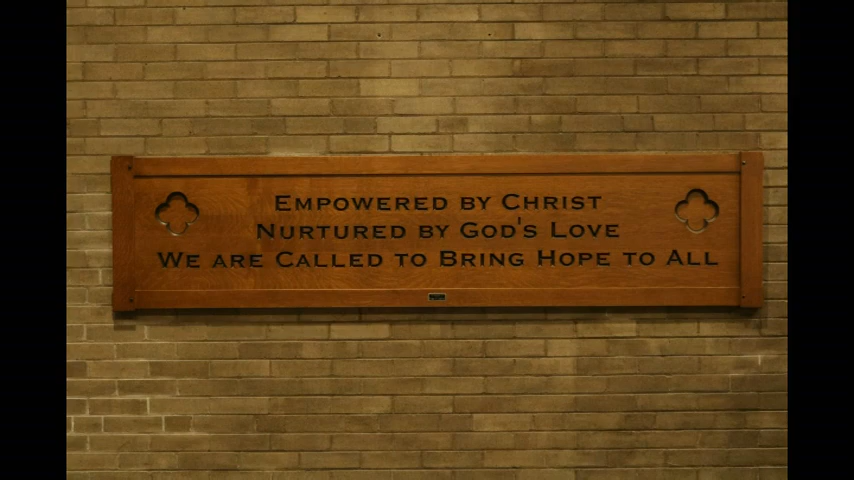 Empowered by Christ
Nurtured by God's Love
We are Called to Bring Hope to All